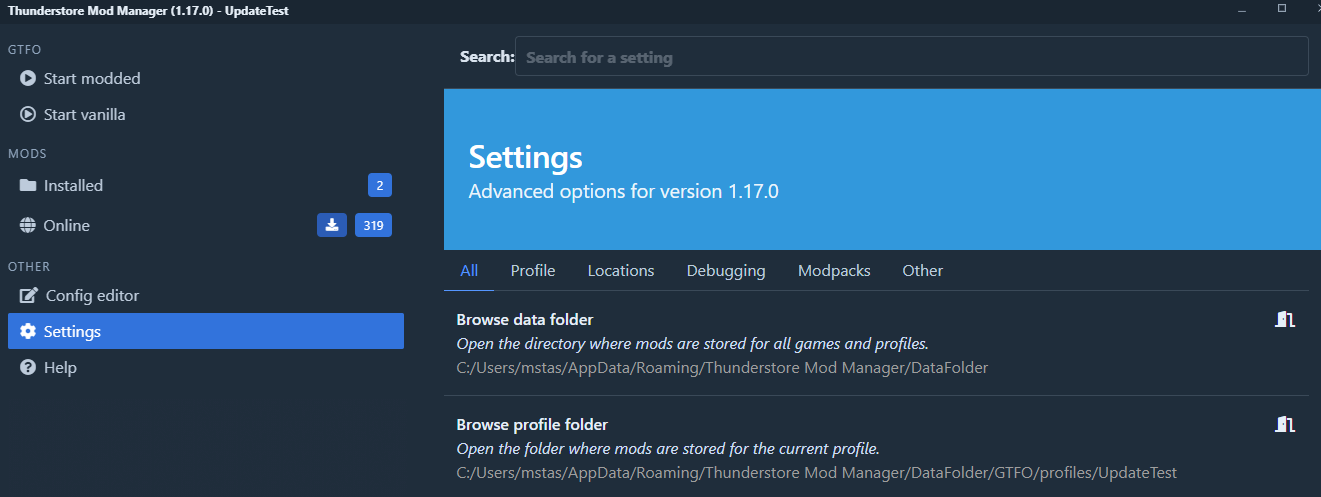 Thunderstore Mod Manager (1.17.0) - UpdateTest
GTFO
Start modded
Start vanilla
MODS
Installed 2
Online 319
OTHER
Config editor
Settings
Help
Search: Search for a setting
Settings
Advanced options for version 1.17.0
All Profile Locations Debugging Modpacks Other
Browse data folder
Open the directory where mods are stored for all games and profiles.
C:/Users/mstas/AppData/Roaming/Thunderstore Mod Manager/DataFolder
Browse profile folder
Open the folder where mods are stored for the current profile.
C:/Users/mstas/AppData/Roaming/Thunderstore Mod Manager/DataFolder/GTFO/profiles/UpdateTest